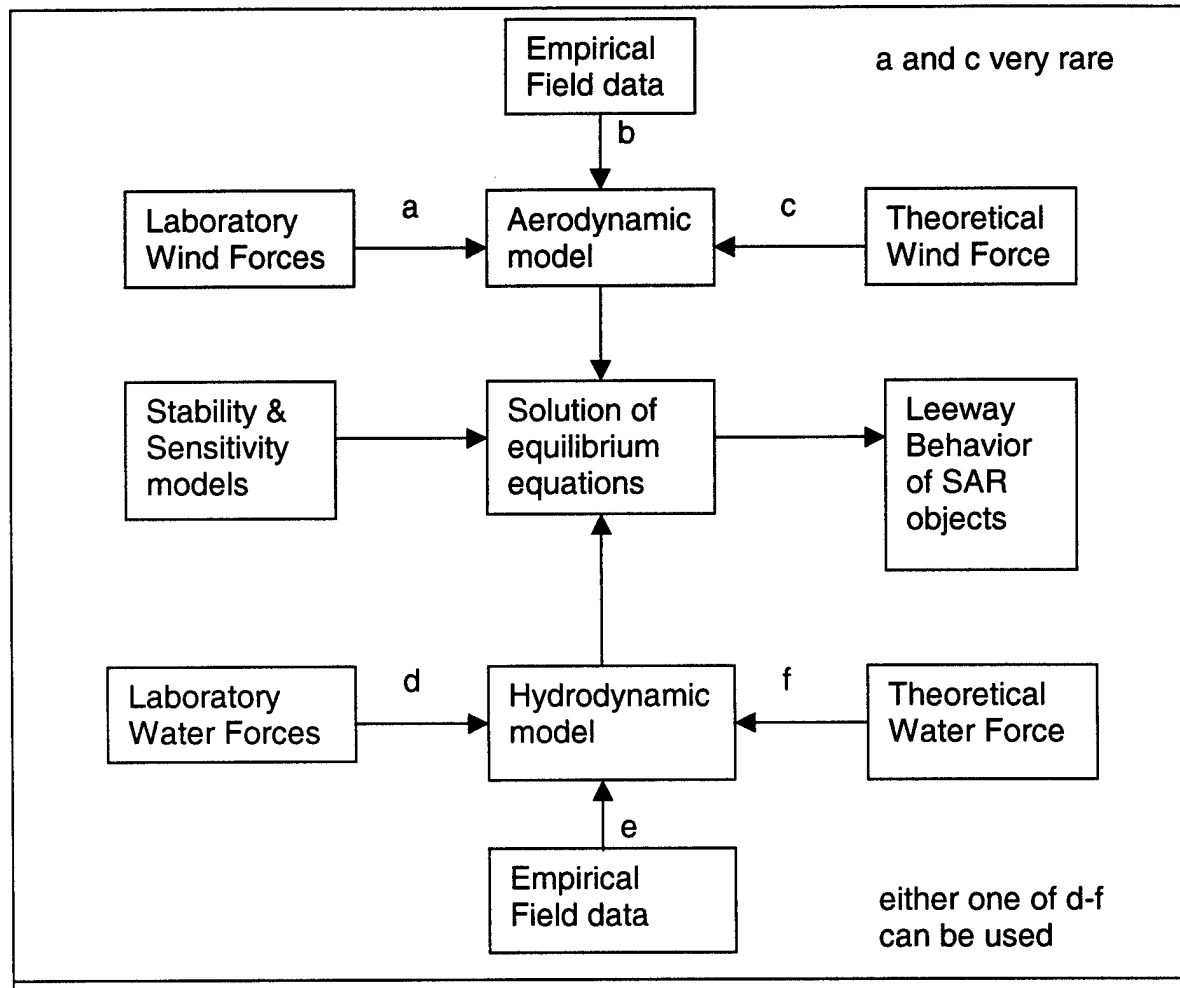 Empirical
Field data
a and c very rare
b
Laboratory
Wind Forces
a
Aerodynamic
model
c
Theoretical
Wind Force
Stability &
Sensitivity
models
Solution of
equilibrium
equations
Leeway
Behavior
of SAR
objects
Laboratory
Water Forces
d
Hydrodynamic
model
f
Theoretical
Water Force
e
Empirical
Field data
either one of d-f
can be used